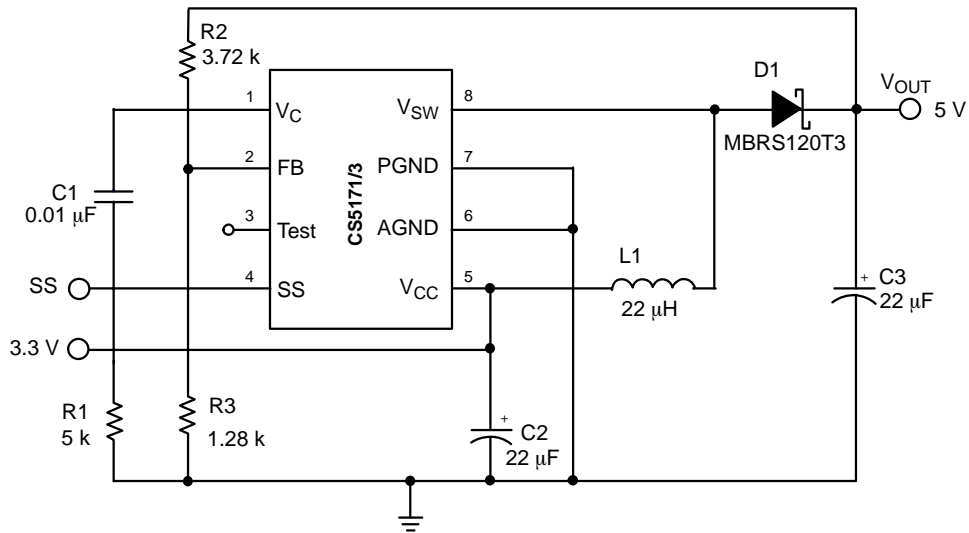 R2
3.72 k
D1
V_OUT
5 V
MBRS120T3
1
V_C
V_SW
8
2
FB
PGND
7
CS5171/3
C1
0.01 μF
3
Test
AGND
6
SS
4
SS
V_CC
5
L1
22 μH
+
C3
22 μF
3.3 V
R1
5 k
R3
1.28 k
+
C2
22 μF